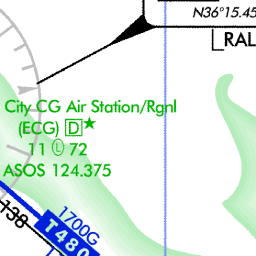 N36°15.45
RAL
City CG Air Station/Rgnl
(ECG) D★
11 Ⓛ 72
ASOS 124.375
1700G
T480
138